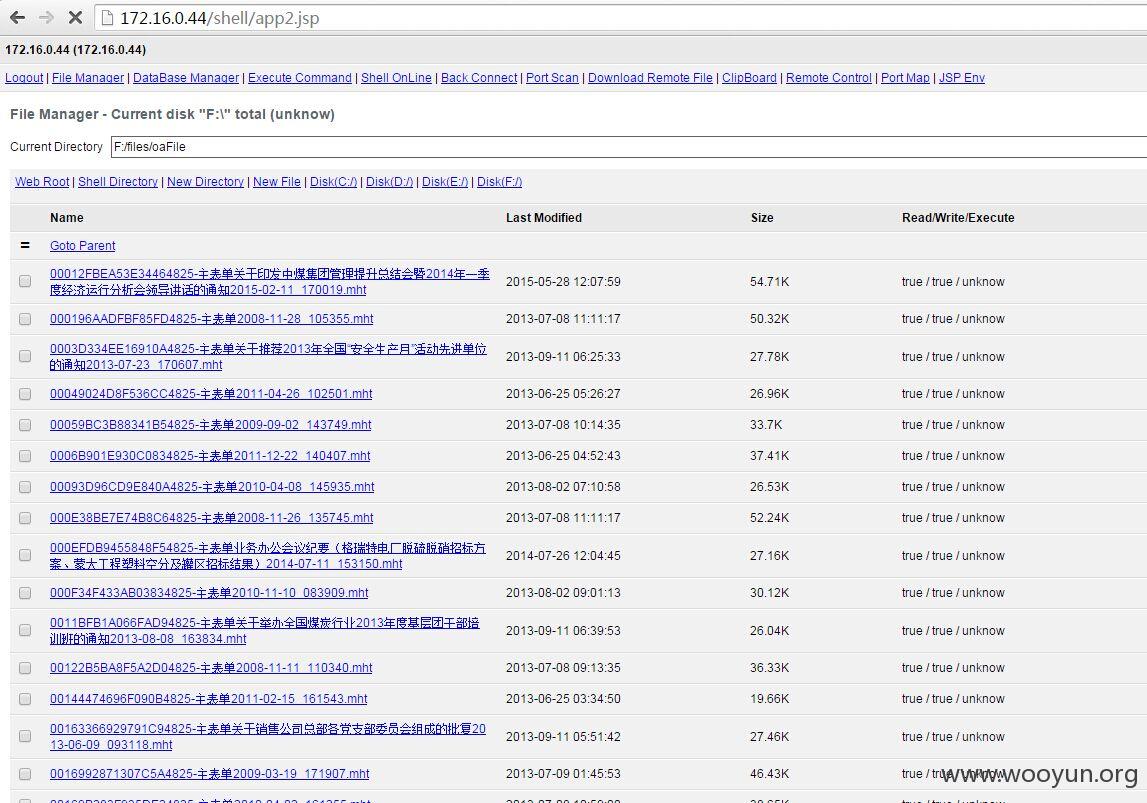 172.16.0.44/shell/app2.jsp
172.16.0.44 (172.16.0.44)
Logout | File Manager | DataBase Manager | Execute Command | Shell OnLine | Back Connect | Port Scan | Download Remote File | ClipBoard | Remote Control | Port Map | JSP Env
File Manager - Current disk "F:\" total (unknow)
Current Directory F:/files/oaFile
Web Root | Shell Directory | New Directory | New File | Disk(C:/) | Disk(D:/) | Disk(E:/) | Disk(F:/)
Name Last Modified Size Read/Write/Execute
= Goto Parent
00012FBEA53E34464825-主表单关于印发中煤集团管理提升总结会暨2014年一季
度经济运行分析会领导讲话的通知2015-02-11_170019.mht 2015-05-28 12:07:59 54.71K true / true / unknow
000196AADFBF85FD4825-主表单2008-11-28_105355.mht 2013-07-08 11:11:17 50.32K true / true / unknow
0003D334EE16910A4825-主表单关于推荐2013年全国“安全生产月”活动先进单位
的通知2013-07-23_170607.mht 2013-09-11 06:25:33 27.78K true / true / unknow
00049024D8F536CC4825-主表单2011-04-26_102501.mht 2013-06-25 05:26:27 26.96K true / true / unknow
00059BC3B88341B54825-主表单2009-09-02_143749.mht 2013-07-08 10:14:35 33.7K true / true / unknow
0006B901E930C0834825-主表单2011-12-22_140407.mht 2013-06-25 04:52:43 37.41K true / true / unknow
00093D96CD9E840A4825-主表单2010-04-08_145935.mht 2013-08-02 07:10:58 26.53K true / true / unknow
000E38BE7E74B8C64825-主表单2008-11-26_135745.mht 2013-07-08 11:11:17 52.24K true / true / unknow
000EFDB9455848F54825-主表单业务办公会议纪要（格瑞特电厂脱硫脱硝招标方
案、蒙大工程塑料空分及罐区招标结果）2014-07-11_153150.mht 2014-07-26 12:04:45 27.16K true / true / unknow
000F34F433AB03834825-主表单2010-11-10_083909.mht 2013-08-02 09:01:13 30.12K true / true / unknow
0011BFB1A066FAD94825-主表单关于举办全国煤炭行业2013年度基层团干部培
训班的通知2013-08-08_163834.mht 2013-09-11 06:39:53 26.04K true / true / unknow
00122B5BA8F5A2D04825-主表单2008-11-11_110340.mht 2013-07-08 09:13:35 36.33K true / true / unknow
00144474696F090B4825-主表单2011-02-15_161543.mht 2013-06-25 03:34:50 19.66K true / true / unknow
00163366929791C94825-主表单关于销售公司总部各党支部委员会组成的批复20
13-06-09_093118.mht 2013-09-11 05:51:42 27.46K true / true / unknow
0016992871307C5A4825-主表单2009-03-19_171907.mht 2013-07-09 01:45:53 46.43K true / true / unknow
www.wooyun.org